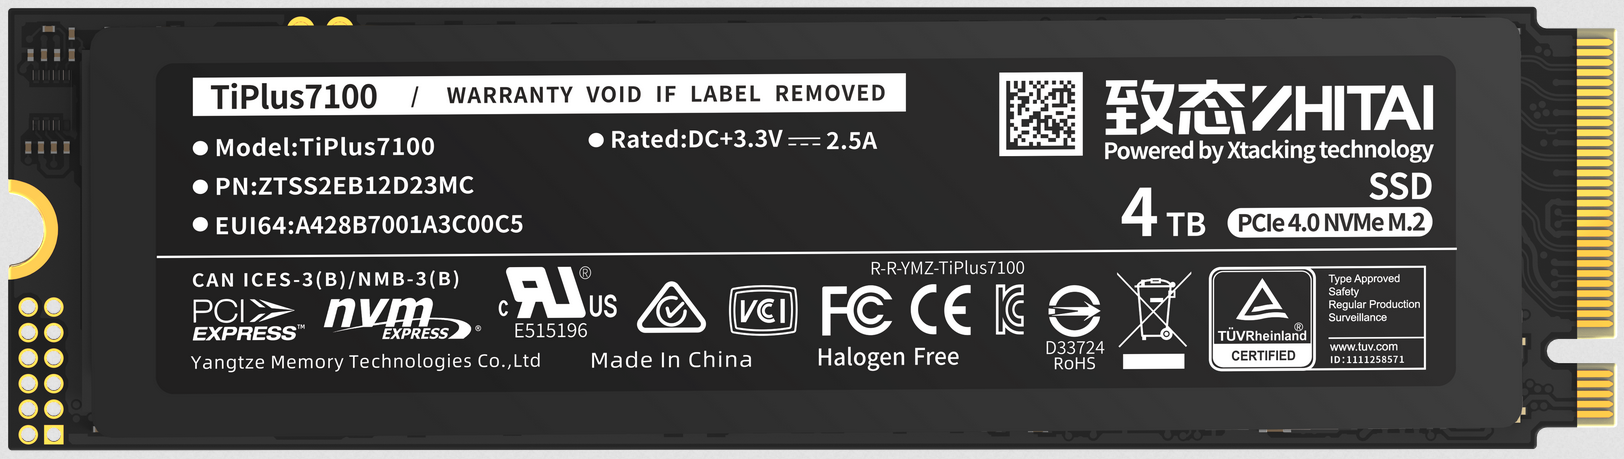 TiPlus7100 / WARRANTY VOID IF LABEL REMOVED
Model:TiPlus7100
Rated:DC+3.3V 2.5A
PN:ZTSS2EB12D23MC
EUI64:A428B7001A3C00C5
致态ZHITAI
Powered by Xtacking technology
SSD
4 TB PCIe 4.0 NVMe M.2
CAN ICES-3(B)/NMB-3(B)
PCI
EXPRESS™
nvm
EXPRESS®
c RU US ®
E515196
VCI
R-R-YMZ-TiPlus7100
FC CE
D33724
RoHS
TÜVRheinland®
CERTIFIED
Type Approved
Safety
Regular Production
Surveillance
www.tuv.com
ID:1111258571
Yangtze Memory Technologies Co.,Ltd
Made In China
Halogen Free